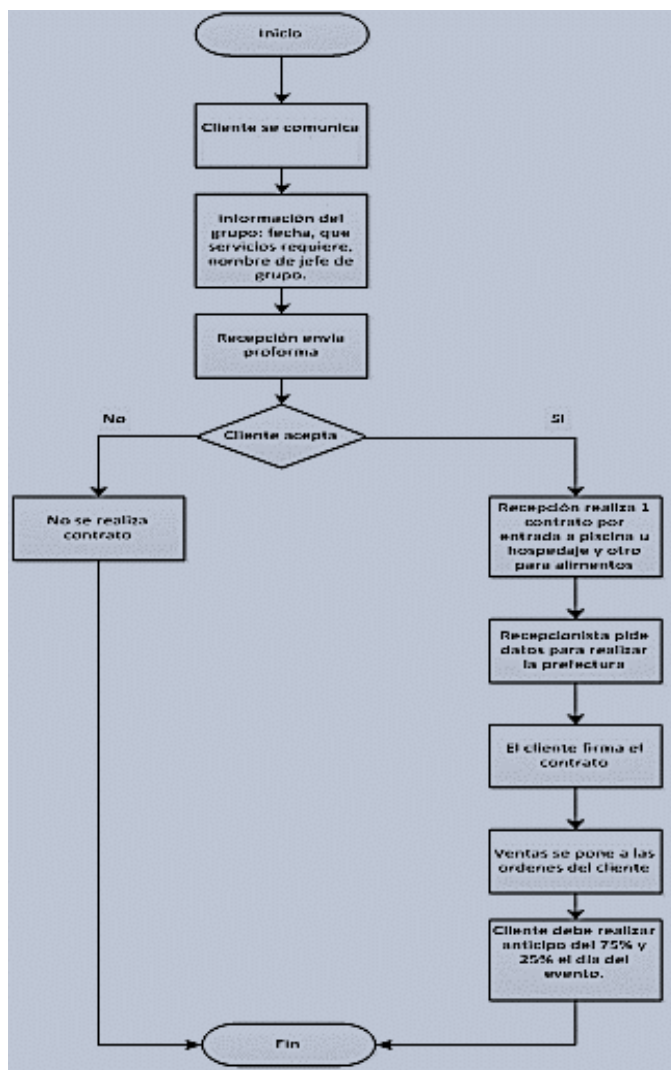 Inicio
Cliente se comunica
Información del
grupo: fecha, que
servicios requiere,
nombre de jefe de
grupo.
Recepción envia
proforma
No
SI
Cliente acepta
No se realiza
contrato
Recepción realiza 1
contrato por
entrada a piscina u
hospedaje y otro
para alimentos
Recepcionista pide
datos para realizar
la prefectura
El cliente firma el
contrato
Ventas se pone a las
ordenes del cliente
Cliente debe realizar
anticipo del 75% y
25% el dia del
evento.
Fin